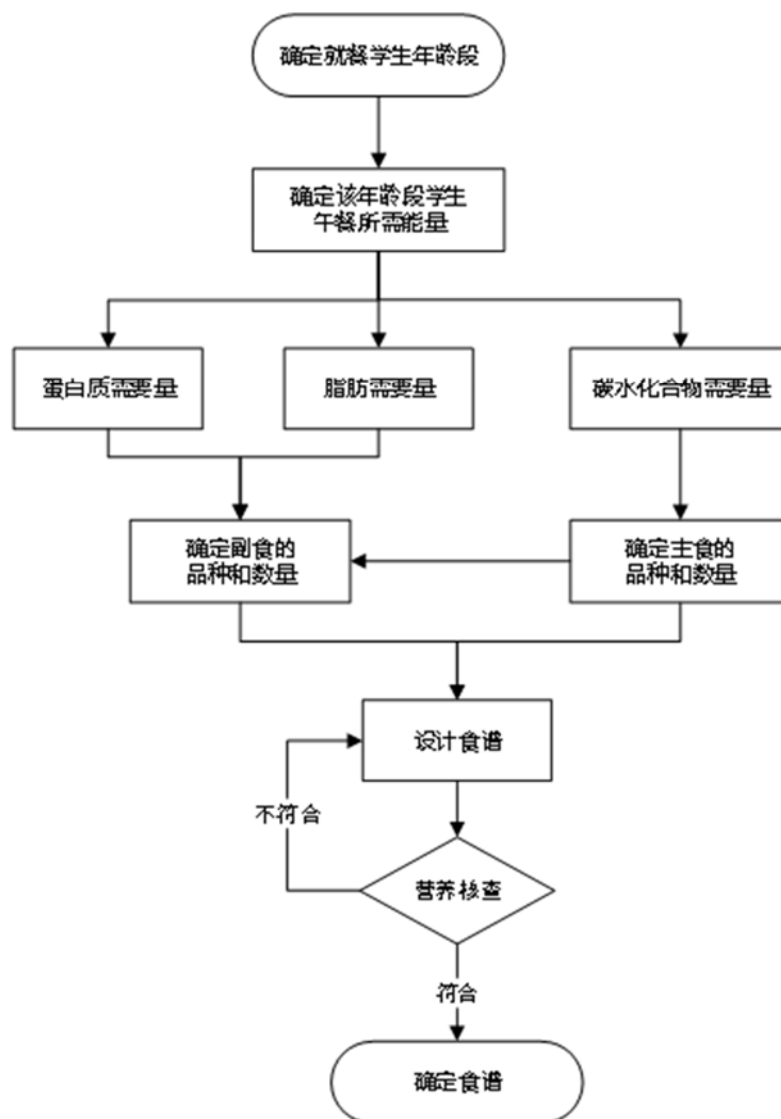 确定就餐学生年龄段
确定该年龄段学生
午餐所需能量
蛋白质需要量
脂肪需要量
碳水化合物需要量
确定副食的
品种和数量
确定主食的
品种和数量
设计食谱
不符合
营养核查
符合
确定食谱